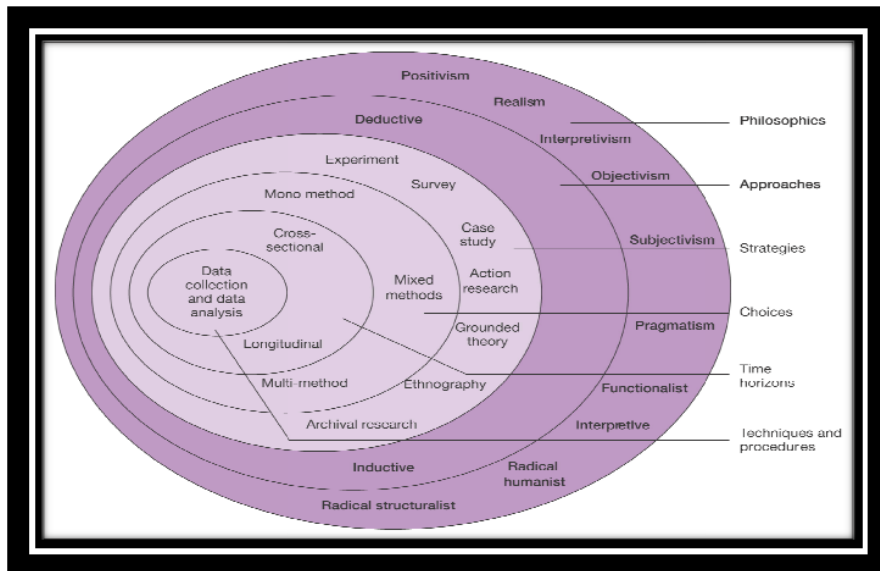 Positivism
Realism
Philosophics
Deductive
Interpretivism
Experiment
Objectivism
Approaches
Survey
Mono method
Case
study
Subjectivism
Strategies
Cross-
sectional
Data
collection
and data
analysis
Mixed
methods
Action
research
Choices
Grounded
theory
Pragmatism
Longitudinal
Time
horizons
Multi-method
Ethnography
Functionalist
Archival research
Interpretive
Techniques and
procedures
Inductive
Radical
humanist
Radical structuralist